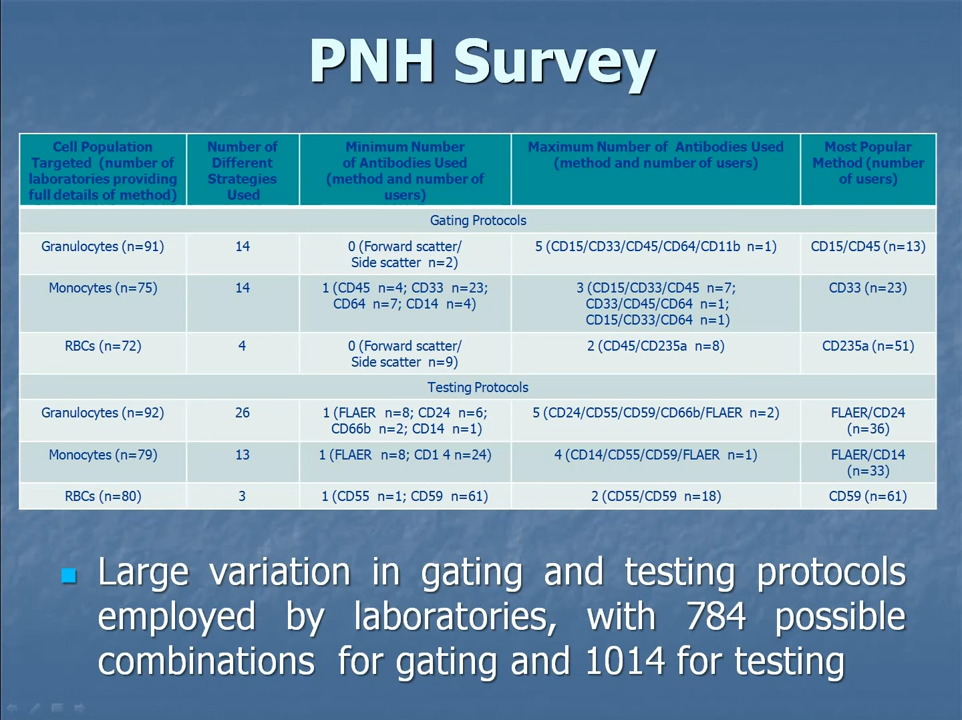 PNH Survey
Cell Population Targeted (number of laboratories providing full details of method) Number of Different Strategies Used Minimum Number of Antibodies Used (method and number of users) Maximum Number of Antibodies Used (method and number of users) Most Popular Method (number of users)
Gating Protocols
Granulocytes (n=91) 14 0 (Forward scatter/ Side scatter n=2) 5 (CD15/CD33/CD45/CD64/CD11b n=1) CD15/CD45 (n=13)
Monocytes (n=75) 14 1 (CD45 n=4; CD33 n=23; CD64 n=7; CD14 n=4) 3 (CD15/CD33/CD45 n=7; CD33/CD45/CD64 n=1; CD15/CD33/CD64 n=1) CD33 (n=23)
RBCs (n=72) 4 0 (Forward scatter/ Side scatter n=9) 2 (CD45/CD235a n=8) CD235a (n=51)
Testing Protocols
Granulocytes (n=92) 26 1 (FLAER n=8; CD24 n=6; CD66b n=2; CD14 n=1) 5 (CD24/CD55/CD59/CD66b/FLAER n=2) FLAER/CD24 (n=36)
Monocytes (n=79) 13 1 (FLAER n=8; CD1 4 n=24) 4 (CD14/CD55/CD59/FLAER n=1) FLAER/CD14 (n=33)
RBCs (n=80) 3 1 (CD55 n=1; CD59 n=61) 2 (CD55/CD59 n=18) CD59 (n=61)
Large variation in gating and testing protocols
employed by laboratories, with 784 possible
combinations for gating and 1014 for testing